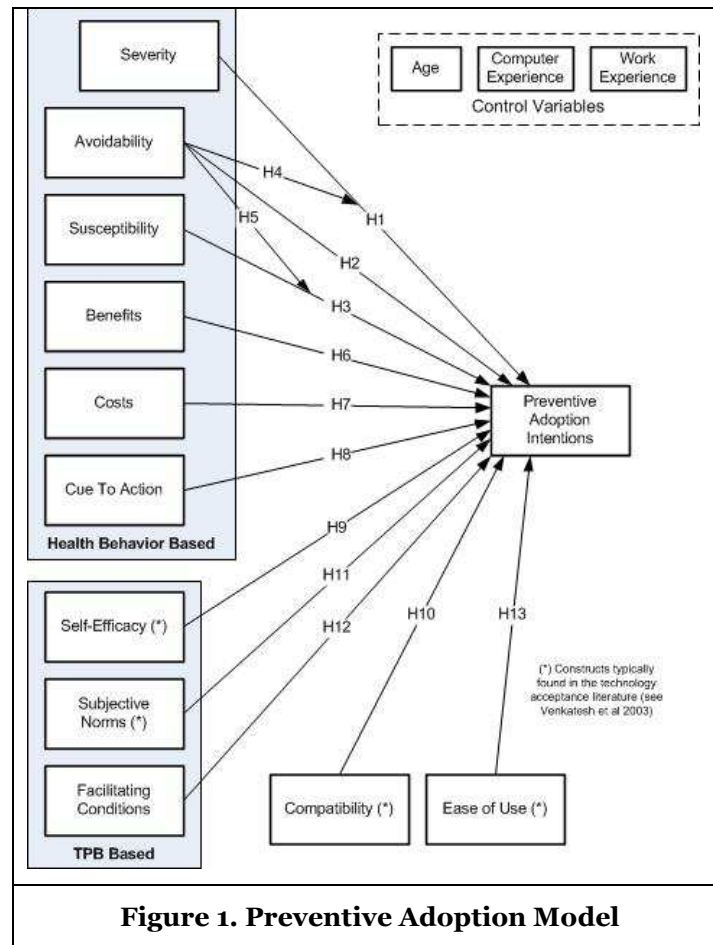 Severity
Age
Computer
Experience
Work
Experience
Control Variables
Avoidability
H4
H1
Susceptibility
H5
H2
H3
Benefits
H6
Costs
H7
Preventive
Adoption
Intentions
Cue To Action
H8
Health Behavior Based
H9
Self-Efficacy (*)
H11
H12
H10
H13
Subjective
Norms (*)
(*) Constructs typically
found in the technology
acceptance literature (see
Venkatesh et al 2003)
Facilitating
Conditions
TPB Based
Compatibility (*)
Ease of Use (*)
Figure 1. Preventive Adoption Model